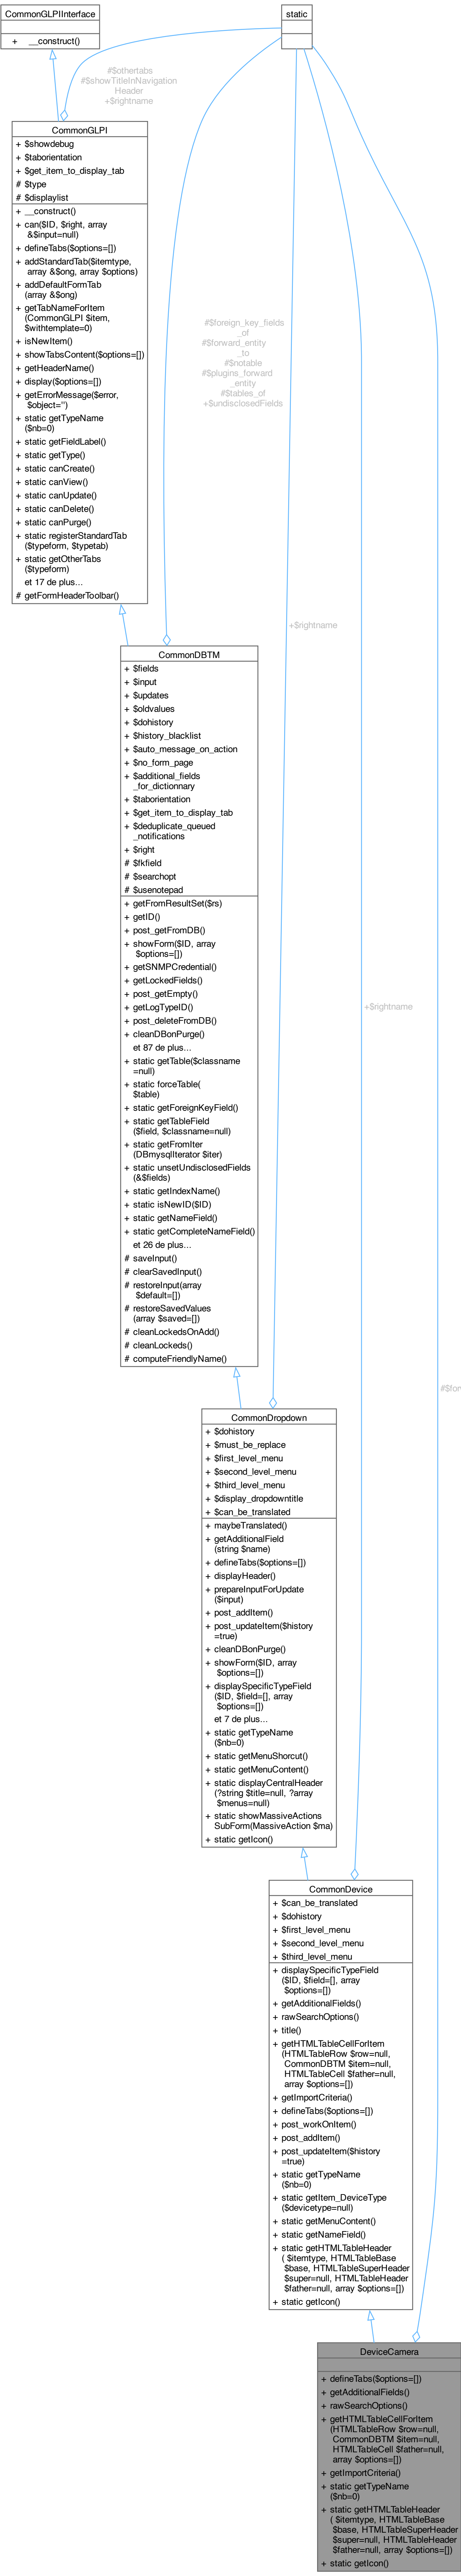 CommonGLPIInterface
+ __construct()
static
#$othertabs
#$showTitleInNavigation
Header
+$rightname
CommonGLPI
+ $showdebug
+ $taborientation
+ $get_item_to_display_tab
# $type
# $displaylist
+ __construct()
+ can($ID, $right, array
&$input=null)
+ defineTabs($options=[])
+ addStandardTab($itemtype,
array &$ong, array $options)
+ addDefaultFormTab
(array &$ong)
+ getTabNameForItem
(CommonGLPI $item,
$withtemplate=0)
+ isNewItem()
+ showTabsContent($options=[])
+ getHeaderName()
+ display($options=[])
+ getErrorMessage($error,
$object='')
+ static getTypeName
($nb=0)
+ static getFieldLabel()
+ static getType()
+ static canCreate()
+ static canView()
+ static canUpdate()
+ static canDelete()
+ static canPurge()
+ static registerStandardTab
($typeform, $typetab)
+ static getOtherTabs
($typeform)
et 17 de plus...
# getFormHeaderToolbar()
#$foreign_key_fields
_of
#$forward_entity
_to
#$notable
#$plugins_forward
_entity
#$tables_of
+$undisclosedFields
+$rightname
CommonDBTM
+ $fields
+ $input
+ $updates
+ $oldvalues
+ $dohistory
+ $history_blacklist
+ $auto_message_on_action
+ $no_form_page
+ $additional_fields
_for_dictionnary
+ $taborientation
+ $get_item_to_display_tab
+ $deduplicate_queued
_notifications
+ $right
# $fkfield
# $searchopt
# $usenotepad
+ getFromResultSet($rs)
+ getID()
+ post_getFromDB()
+ showForm($ID, array
$options=[])
+ getSNMPCredential()
+ getLockedFields()
+ post_getEmpty()
+ getLogTypeID()
+ post_deleteFromDB()
+ cleanDBonPurge()
et 87 de plus...
+ static getTable($classname
=null)
+ static forceTable(
$table)
+ static getForeignKeyField()
+ static getTableField
($field, $classname=null)
+ static getFromIter
(DBmysqlIterator $iter)
+ static unsetUndisclosedFields
(&$fields)
+ static getIndexName()
+ static isNewID($ID)
+ static getNameField()
+ static getCompleteNameField()
et 26 de plus...
# saveInput()
# clearSavedInput()
# restoreInput(array
$default=[])
# restoreSavedValues
(array $saved=[])
# cleanLockedsOnAdd()
# cleanLockeds()
# computeFriendlyName()
+$rightname
#$for
CommonDropdown
+ $dohistory
+ $must_be_replace
+ $first_level_menu
+ $second_level_menu
+ $third_level_menu
+ $display_dropdowntitle
+ $can_be_translated
+ maybeTranslated()
+ getAdditionalField
(string $name)
+ defineTabs($options=[])
+ displayHeader()
+ prepareInputForUpdate
($input)
+ post_addItem()
+ post_updateItem($history
=true)
+ cleanDBonPurge()
+ showForm($ID, array
$options=[])
+ displaySpecificTypeField
($ID, $field=[], array
$options=[])
et 7 de plus...
+ static getTypeName
($nb=0)
+ static getMenuShorcut()
+ static getMenuContent()
+ static displayCentralHeader
(?string $title=null, ?array
$menus=null)
+ static showMassiveActions
SubForm(MassiveAction $ma)
+ static getIcon()
CommonDevice
+ $can_be_translated
+ $dohistory
+ $first_level_menu
+ $second_level_menu
+ $third_level_menu
+ displaySpecificTypeField
($ID, $field=[], array
$options=[])
+ getAdditionalFields()
+ rawSearchOptions()
+ title()
+ getHTMLTableCellForItem
(HTMLTableRow $row=null,
CommonDBTM $item=null,
HTMLTableCell $father=null,
array $options=[])
+ getImportCriteria()
+ defineTabs($options=[])
+ post_workOnItem()
+ post_addItem()
+ post_updateItem($history
=true)
+ static getTypeName
($nb=0)
+ static getItem_DeviceType
($devicetype=null)
+ static getMenuContent()
+ static getNameField()
+ static getHTMLTableHeader
( $itemtype, HTMLTableBase
$base, HTMLTableSuperHeader
$super=null, HTMLTableHeader
$father=null, array $options=[])
+ static getIcon()
DeviceCamera
+ defineTabs($options=[])
+ getAdditionalFields()
+ rawSearchOptions()
+ getHTMLTableCellForItem
(HTMLTableRow $row=null,
CommonDBTM $item=null,
HTMLTableCell $father=null,
array $options=[])
+ getImportCriteria()
+ static getTypeName
($nb=0)
+ static getHTMLTableHeader
( $itemtype, HTMLTableBase
$base, HTMLTableSuperHeader
$super=null, HTMLTableHeader
$father=null, array $options=[])
+ static getIcon()